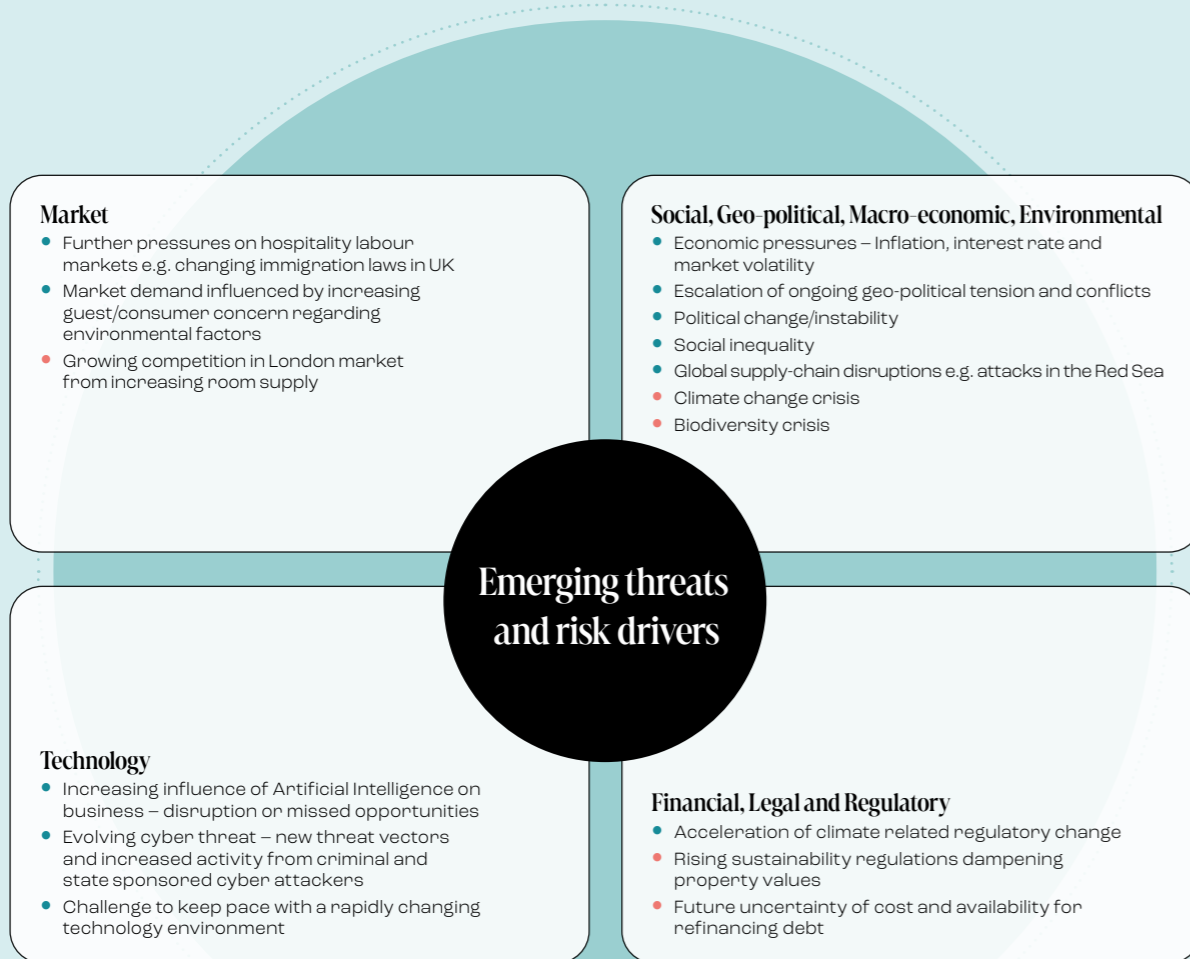 Market
• Further pressures on hospitality labour
markets e.g. changing immigration laws in UK
• Market demand influenced by increasing
guest/consumer concern regarding
environmental factors
• Growing competition in London market
from increasing room supply
Social, Geo-political, Macro-economic, Environmental
• Economic pressures – Inflation, interest rate and
market volatility
• Escalation of ongoing geo-political tension and conflicts
• Political change/instability
• Social inequality
• Global supply-chain disruptions e.g. attacks in the Red Sea
• Climate change crisis
• Biodiversity crisis
Emerging threats
and risk drivers
Technology
• Increasing influence of Artificial Intelligence on
business – disruption or missed opportunities
• Evolving cyber threat – new threat vectors
and increased activity from criminal and
state sponsored cyber attackers
• Challenge to keep pace with a rapidly changing
technology environment
Financial, Legal and Regulatory
• Acceleration of climate related regulatory change
• Rising sustainability regulations dampening
property values
• Future uncertainty of cost and availability for
refinancing debt